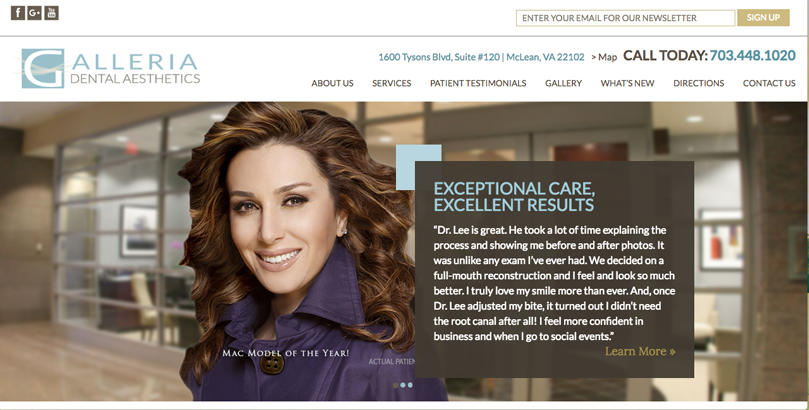 ENTER YOUR EMAIL FOR OUR NEWSLETTER
SIGN UP
f G+ You Tube
GALLERIA
DENTAL AESTHETICS
1600 Tysons Blvd, Suite #120 | McLean, VA 22102 > Map CALL TODAY: 703.448.1020
ABOUT US SERVICES PATIENT TESTIMONIALS GALLERY WHAT'S NEW DIRECTIONS CONTACT US
EXCEPTIONAL CARE,
EXCELLENT RESULTS
"Dr. Lee is great. He took a lot of time explaining the
process and showing me before and after photos. It
was unlike any exam I've ever had. We decided on a
full-mouth reconstruction and I feel and look so much
better. I truly love my smile more than ever. And, once
Dr. Lee adjusted my bite, it turned out I didn't need
the root canal after all! I feel more confident in
business and when I go to social events."
Learn More »
Mac Model of the Year!
ACTUAL PATIEN